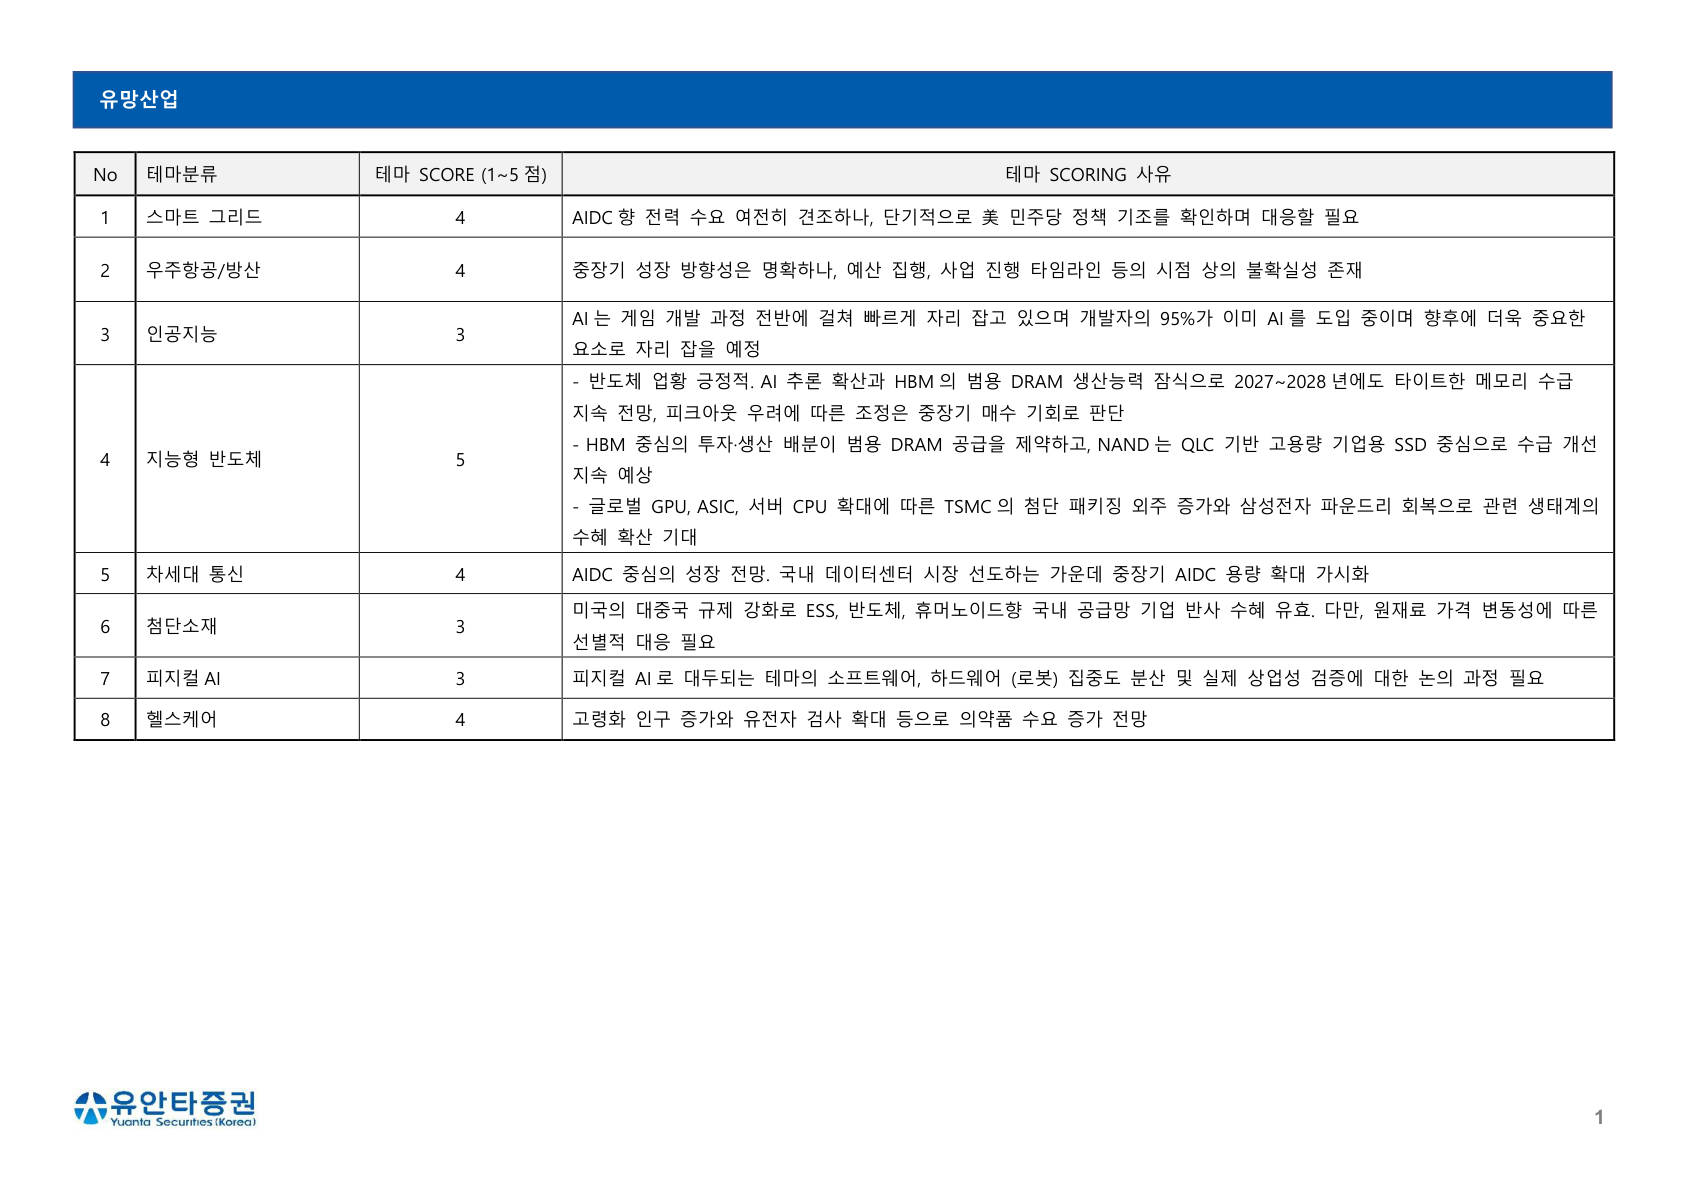 유망산업
No 테마분류 테마 SCORE (1~5 점) 테마 SCORING 사유
1 스마트 그리드 4 AIDC 향 전력 수요 여전히 견조하나, 단기적으로 美 민주당 정책 기조를 확인하며 대응할 필요
2 우주항공/방산 4 중장기 성장 방향성은 명확하나, 예산 집행, 사업 진행 타임라인 등의 시점 상의 불확실성 존재
3 인공지능 3 AI 는 게임 개발 과정 전반에 걸쳐 빠르게 자리 잡고 있으며 개발자의 95%가 이미 AI 를 도입 중이며 향후에 더욱 중요한
요소로 자리 잡을 예정
4 지능형 반도체 5 - 반도체 업황 긍정적. AI 추론 확산과 HBM 의 범용 DRAM 생산능력 잠식으로 2027~2028 년에도 타이트한 메모리 수급
지속 전망, 피크아웃 우려에 따른 조정은 중장기 매수 기회로 판단
- HBM 중심의 투자·생산 배분이 범용 DRAM 공급을 제약하고, NAND 는 QLC 기반 고용량 기업용 SSD 중심으로 수급 개선
지속 예상
- 글로벌 GPU, ASIC, 서버 CPU 확대에 따른 TSMC 의 첨단 패키징 외주 증가와 삼성전자 파운드리 회복으로 관련 생태계의
수혜 확산 기대
5 차세대 통신 4 AIDC 중심의 성장 전망. 국내 데이터센터 시장 선도하는 가운데 중장기 AIDC 용량 확대 가시화
6 첨단소재 3 미국의 대중국 규제 강화로 ESS, 반도체, 휴머노이드향 국내 공급망 기업 반사 수혜 유효. 다만, 원재료 가격 변동성에 따른
선별적 대응 필요
7 피지컬 AI 3 피지컬 AI 로 대두되는 테마의 소프트웨어, 하드웨어 (로봇) 집중도 분산 및 실제 상업성 검증에 대한 논의 과정 필요
8 헬스케어 4 고령화 인구 증가와 유전자 검사 확대 등으로 의약품 수요 증가 전망
유안타증권
Yuanta Securities (Korea)
1